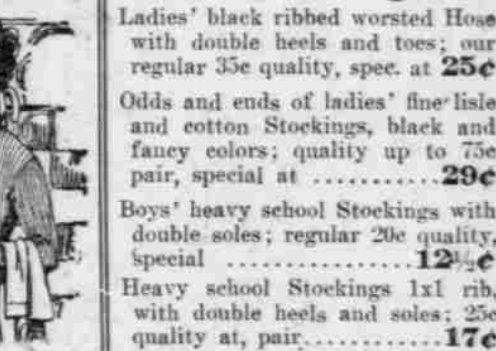 Ladies' black ribbed worsted Hose
with double heels and toes; our
regular 35c quality, spec. at 25¢
Odds and ends of ladies' fine lisle
and cotton Stockings, black and
fancy colors; quality up to 75c
pair, special at ...........29¢
Boys' heavy school Stockings with
double soles; regular 20c quality,
special ................12½¢
Heavy school Stockings 1x1 rib,
with double heels and soles; 25c
quality at, pair............17¢